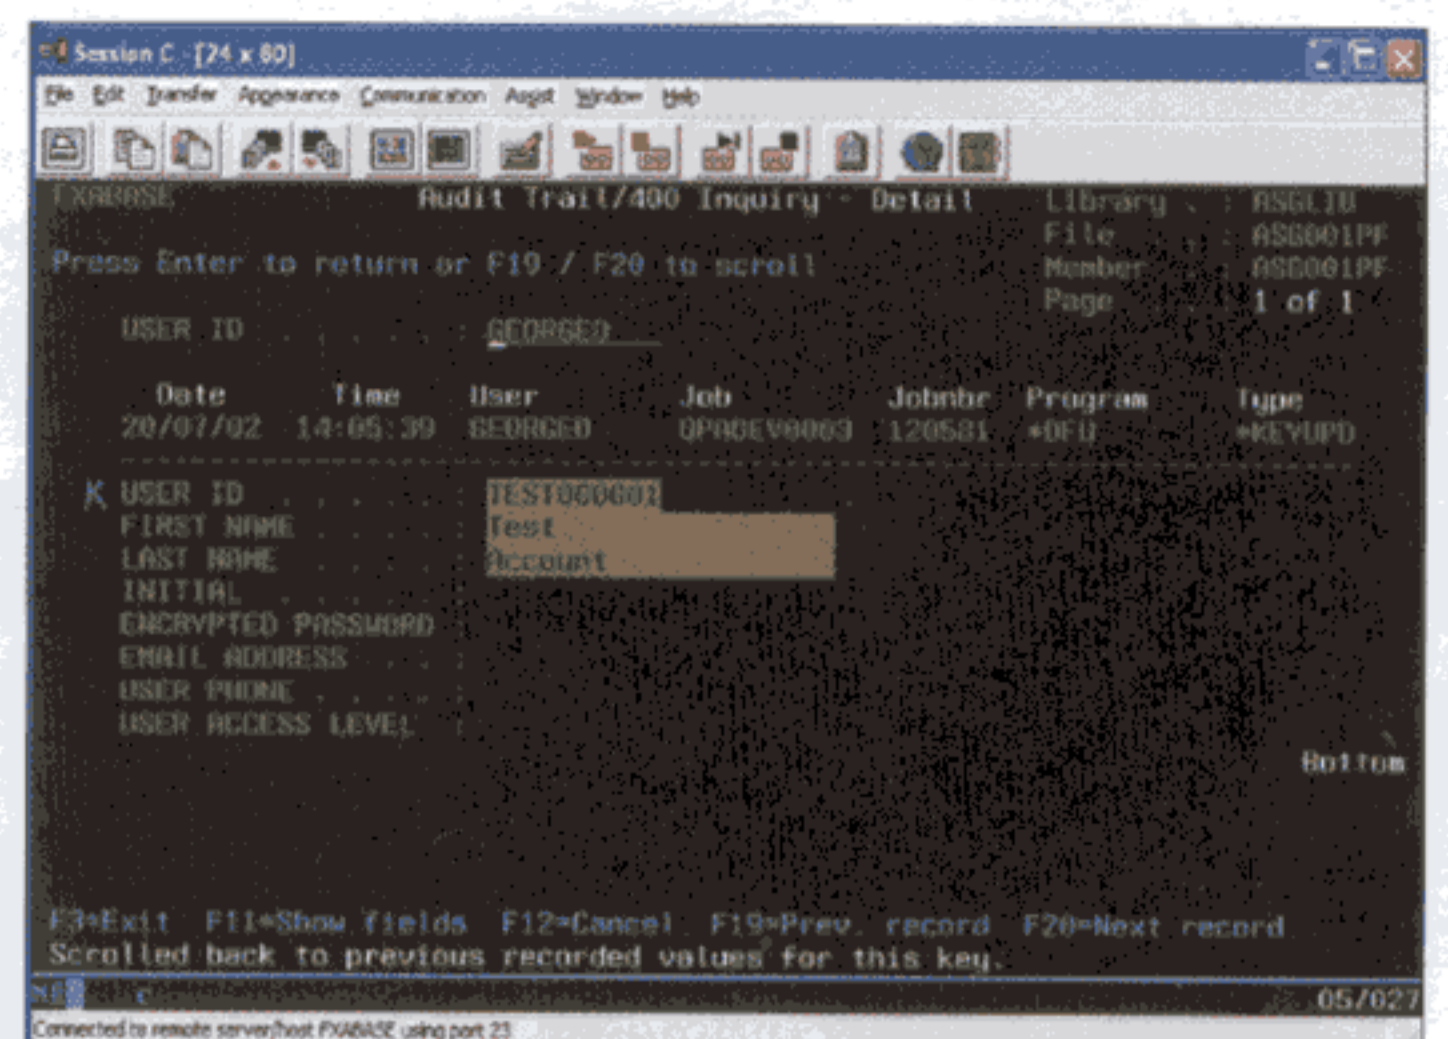 Session C - [24 x 80]
File Edit Transfer Appearance Communication Assist Window Help
FXABASE Audit Trail/400 Inquiry - Detail Library . : ASGLIB
File . . : ASG001PF
Press Enter to return or F19 / F20 to scroll Member . : ASG001PF
Page . . : 1 of 1
USER ID . . . . . : GEORGEO
Date Time User Job Jobnbr Program Type
20/07/02 14:05:39 GEORGEO QPADEV0003 120581 *DFU *KEYUPD
K USER ID . . . . . :
FIRST NAME . . . . : Test
LAST NAME . . . . : Account
INITIAL . . . . . :
ENCRYPTED PASSWORD :
EMAIL ADDRESS . . :
USER PHONE . . . . :
USER ACCESS LEVEL :
Bottom
F3=Exit F11=Show fields F12=Cancel F19=Prev. record F20=Next record
Scrolled back to previous recorded values for this key.
05/027
Connected to remote server/host FXABASE using port 23